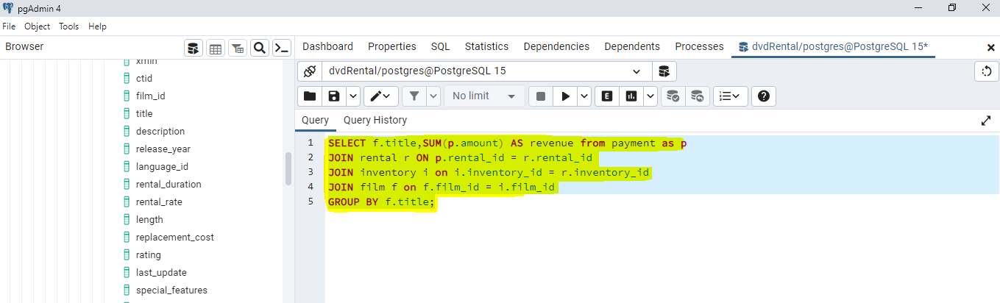 pgAdmin 4
File Object Tools Help
Browser
Dashboard Properties SQL Statistics Dependencies Dependents Processes dvdRental/postgres@PostgreSQL 15*
dvdRental/postgres@PostgreSQL 15
No limit
E
Query Query History
xmin
ctid
film_id
title
description
release_year
language_id
rental_duration
rental_rate
length
replacement_cost
rating
last_update
special_features
1 SELECT f.title,SUM(p.amount) AS revenue from payment as p
2 JOIN rental r ON p.rental_id = r.rental_id
3 JOIN inventory i on i.inventory_id = r.inventory_id
4 JOIN film f on f.film_id = i.film_id
5 GROUP BY f.title;